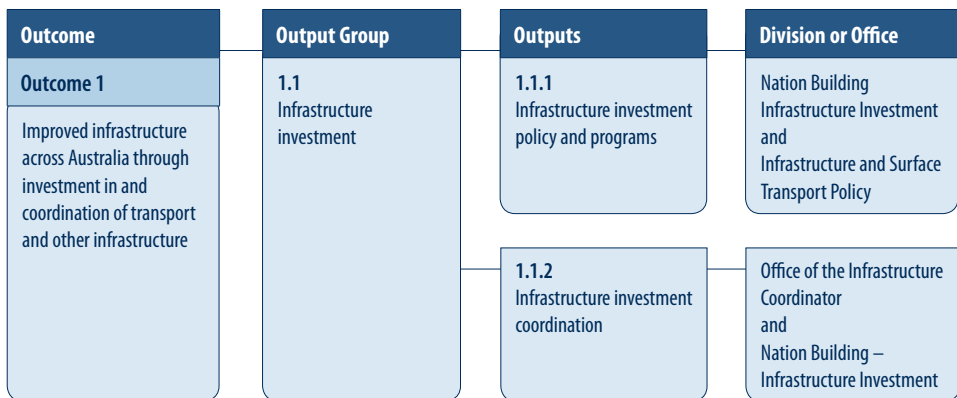 Outcome
Output Group
Outputs
Division or Office
Outcome 1
Improved infrastructure
across Australia through
investment in and
coordination of transport
and other infrastructure
1.1
Infrastructure
investment
1.1.1
Infrastructure investment
policy and programs
Nation Building
Infrastructure Investment
and
Infrastructure and Surface
Transport Policy
1.1.2
Infrastructure investment
coordination
Office of the Infrastructure
Coordinator
and
Nation Building –
Infrastructure Investment